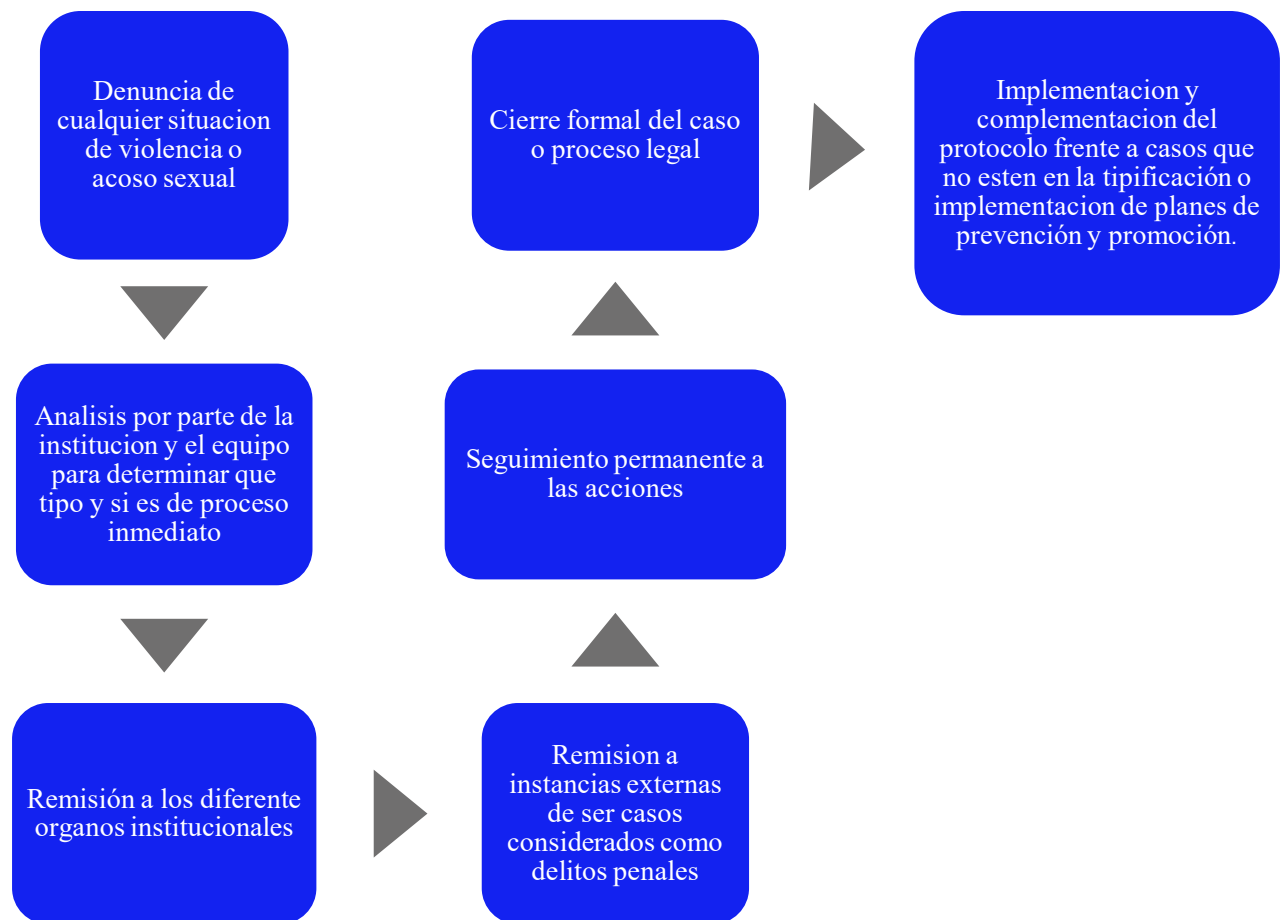 Denuncia de
cualquier situacion
de violencia o
acoso sexual
Analisis por parte de la
institucion y el equipo
para determinar que
tipo y si es de proceso
inmediato
Remisión a los diferente
organos institucionales
Remision a
instancias externas
de ser casos
considerados como
delitos penales
Seguimiento permanente a
las acciones
Cierre formal del caso
o proceso legal
Implementacion y
complementacion del
protocolo frente a casos que
no esten en la tipificación o
implementacion de planes de
prevención y promoción.